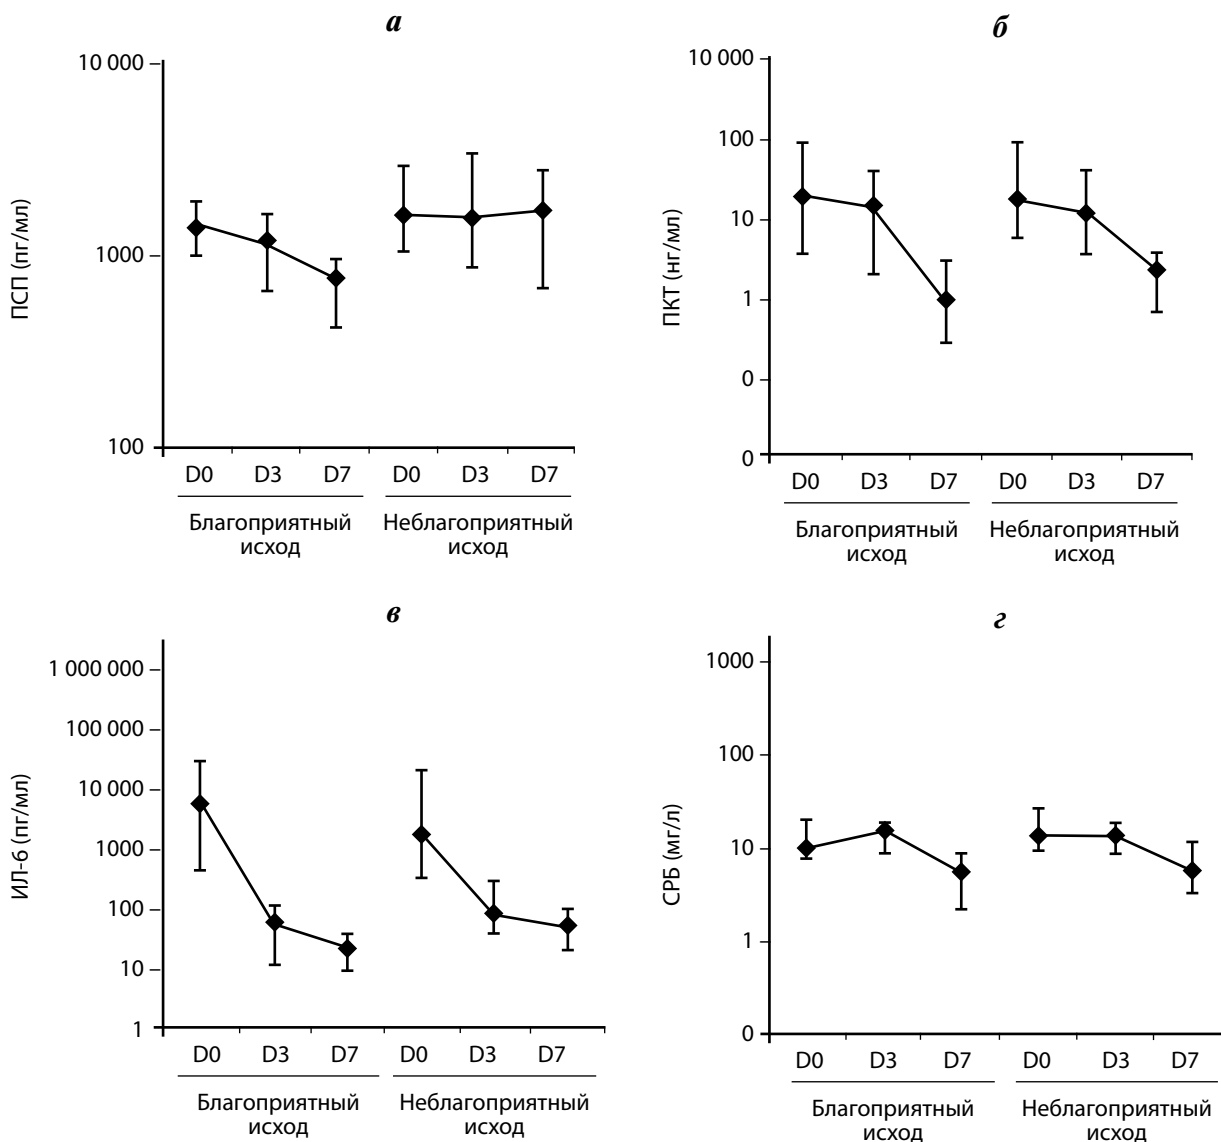 а
ПСП (пг/мл)
10 000
1000
100
D0 D3 D7 D0 D3 D7
Благоприятный исход
Неблагоприятный исход
б
ПКТ (нг/мл)
10 000
100
10
1
0
0
D0 D3 D7 D0 D3 D7
Благоприятный
исход
Неблагоприятный
исход
в
ИЛ-6 (пг/мл)
1 000 000
100 000
10 000
1000
100
10
1
D0 D3 D7 D0 D3 D7
Благоприятный
исход
Неблагоприятный
исход
г
СРБ (мг/л)
1000
100
10
1
0
D0 D3 D7 D0 D3 D7
Благоприятный
исход
Неблагоприятный
исход